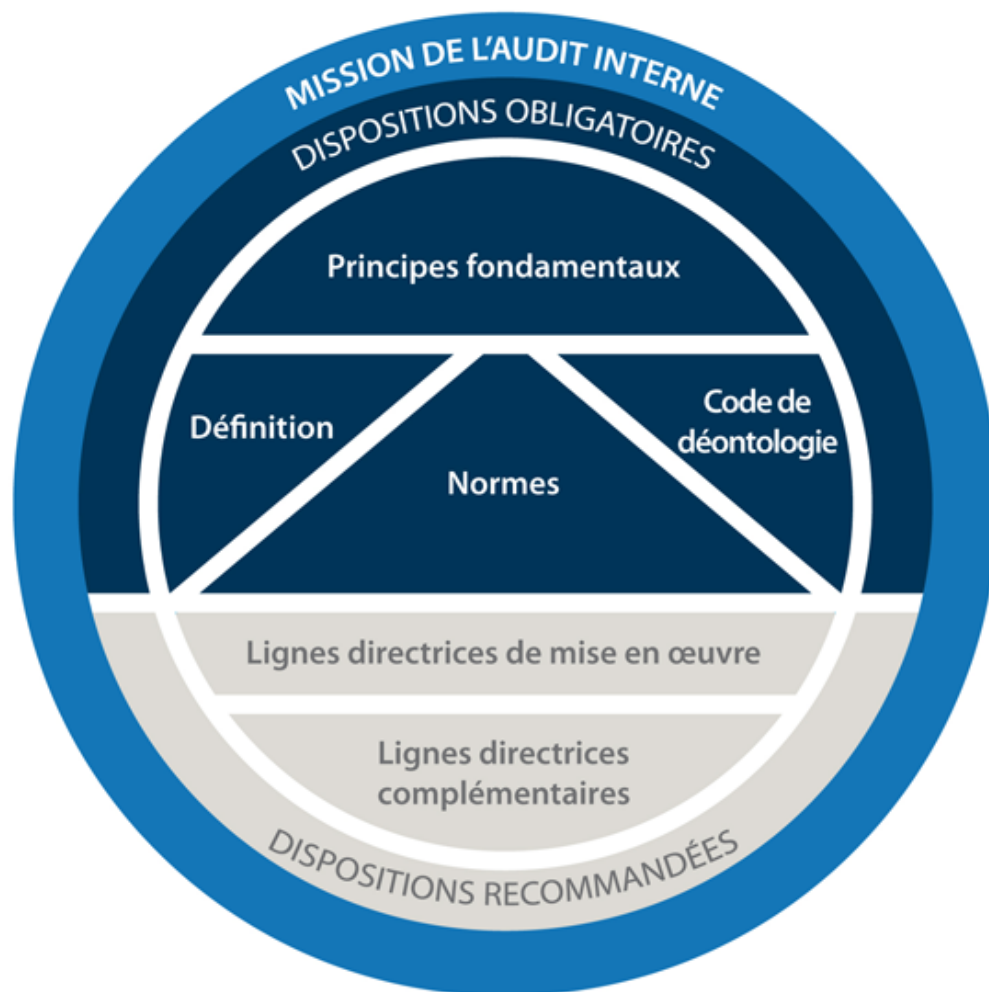 MISSION DE L'AUDIT INTERNE
DISPOSITIONS OBLIGATOIRES
Principes fondamentaux
Définition
Code de
déontologie
Normes
Lignes directrices de mise en œuvre
Lignes directrices
complémentaires
DISPOSITIONS RECOMMANDÉES